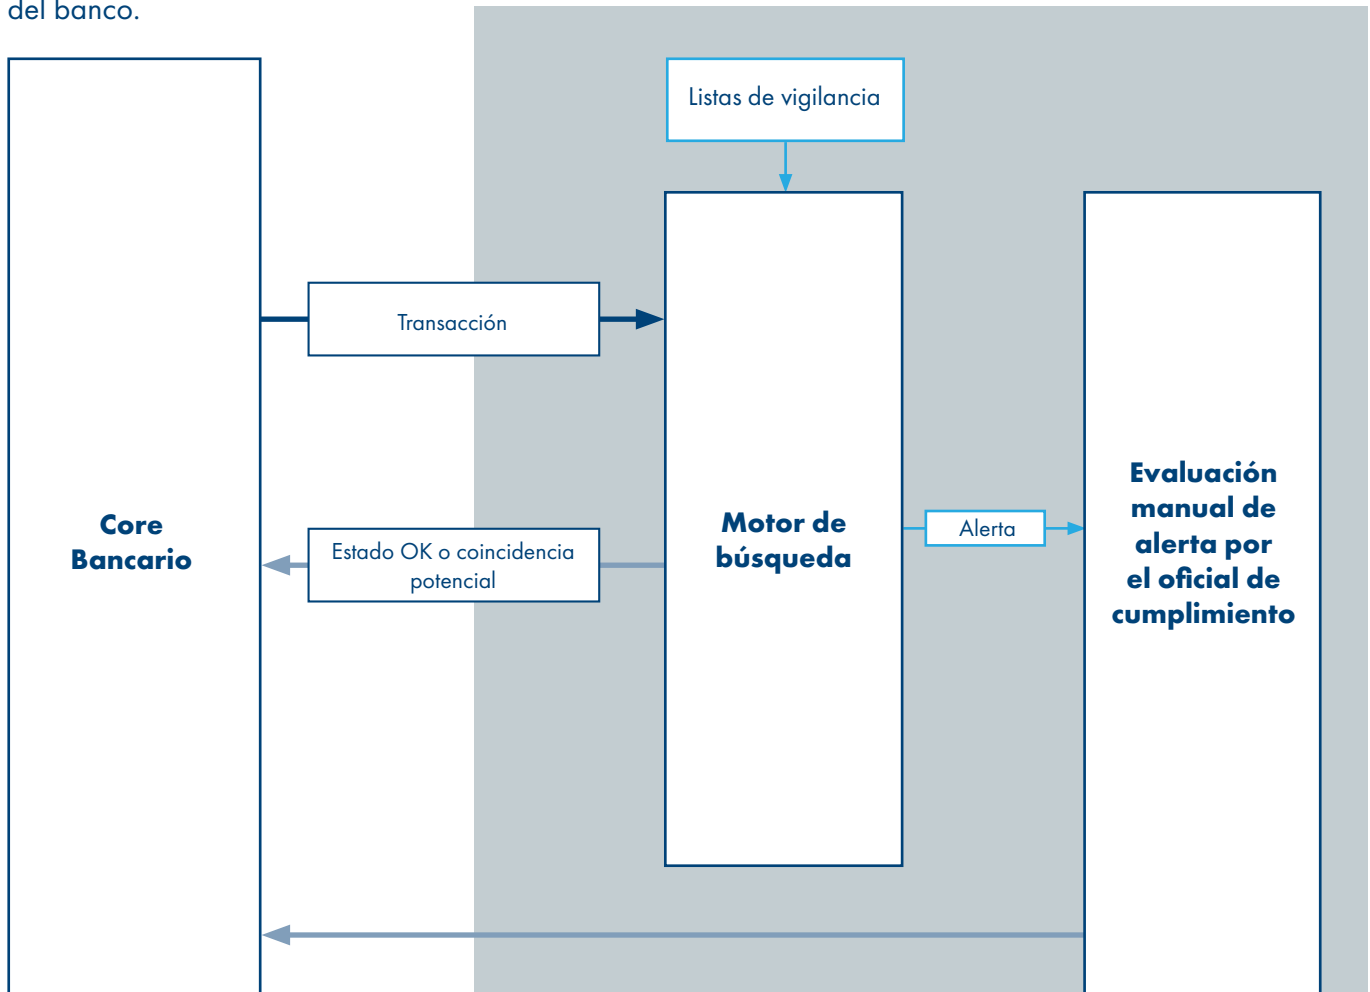 del banco.
Listas de vigilancia
Transacción
Core
Bancario
Estado OK o coincidencia
potencial
Motor de
búsqueda
Alerta
Evaluación
manual de
alerta por
el oficial de
cumplimiento